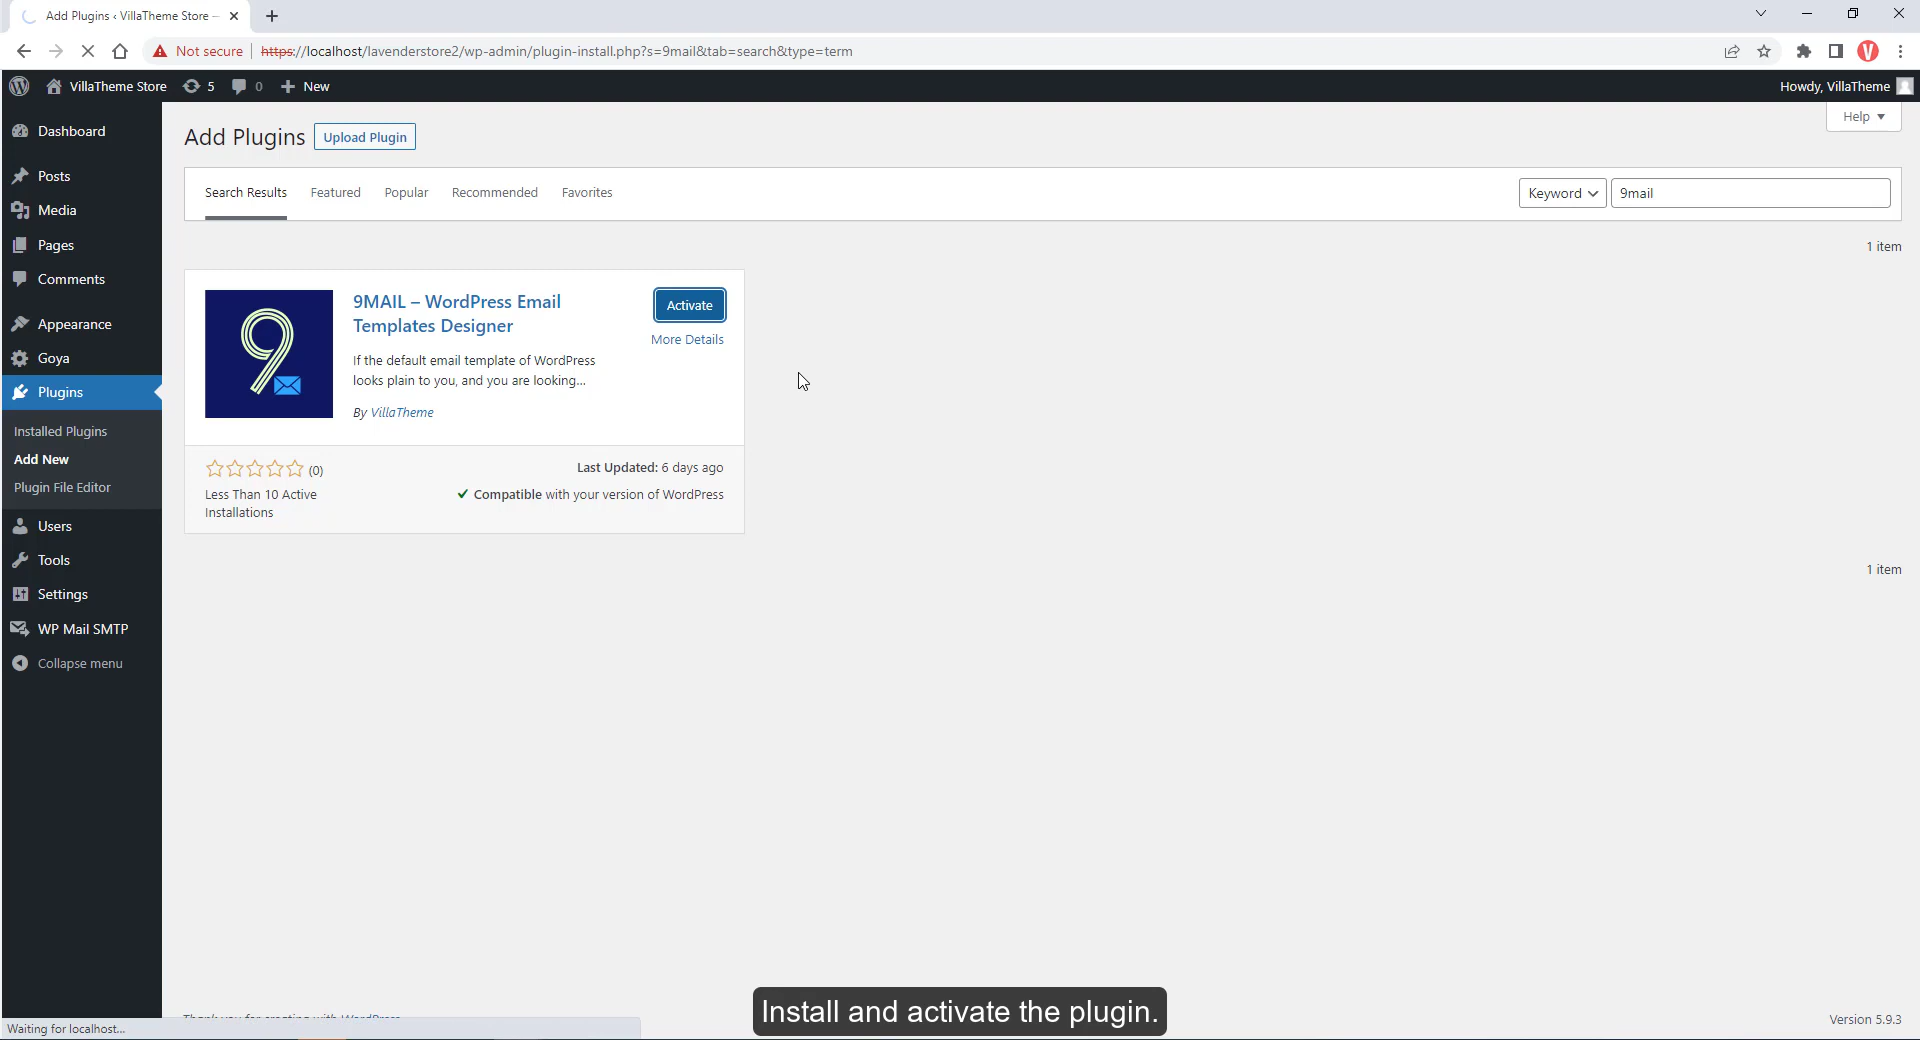 Add Plugins ‹ VillaTheme Store —
Not secure
https://localhost/lavenderstore2/wp-admin/plugin-install.php?s=9mail&tab=search&type=term
VillaTheme Store
5
0
New
Howdy, VillaTheme
Help
Dashboard
Posts
Media
Pages
Comments
Appearance
Goya
Plugins
Installed Plugins
Add New
Plugin File Editor
Users
Tools
Settings
WP Mail SMTP
Collapse menu
Add Plugins
Upload Plugin
Search Results
Featured
Popular
Recommended
Favorites
Keyword
9mail
1 item
9
9MAIL – WordPress Email
Templates Designer
Activate
More Details
If the default email template of WordPress
looks plain to you, and you are looking...
By VillaTheme
(0)
Last Updated: 6 days ago
Less Than 10 Active
Installations
Compatible with your version of WordPress
1 item
Install and activate the plugin.
Thank you for creating with WordPress
Version 5.9.3
Waiting for localhost...